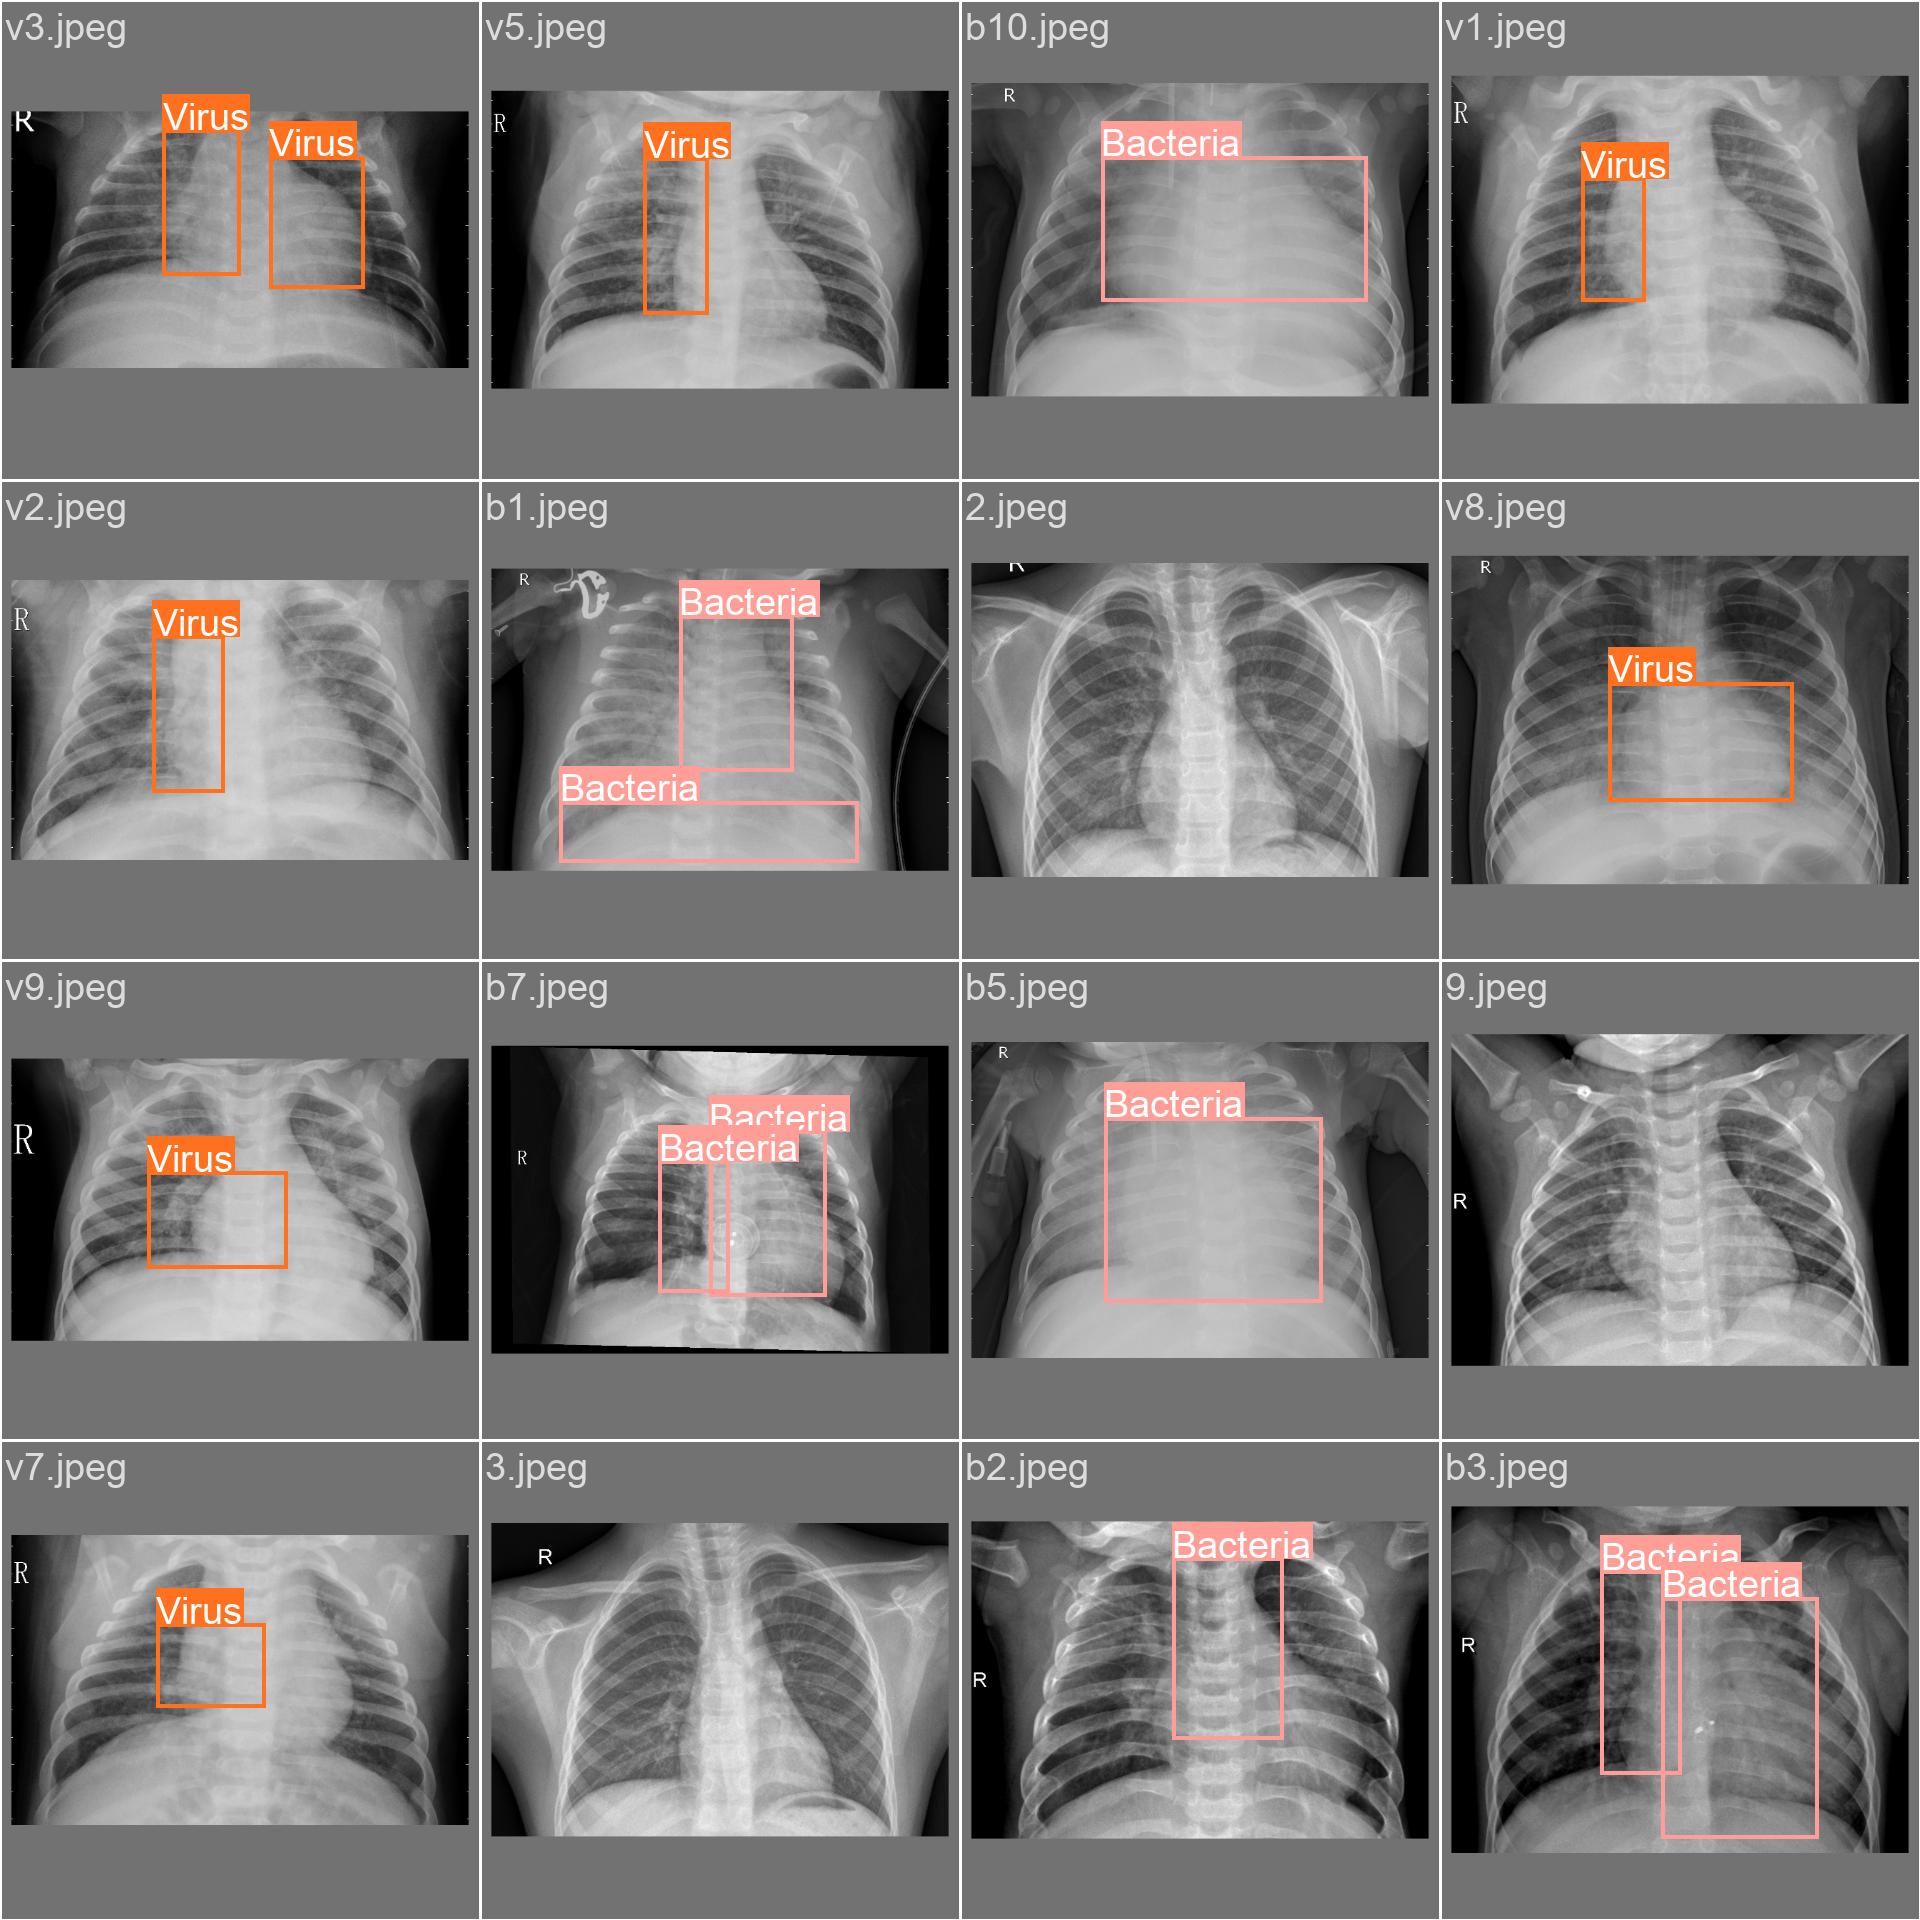 v3.jpeg
v5.jpeg
b10.jpeg
v1.jpeg
R
Virus
Virus
R
Virus
R
Bacteria
R
Virus
v2.jpeg
b1.jpeg
2.jpeg
v8.jpeg
R
Virus
R
Bacteria
Bacteria
R
R
Virus
v9.jpeg
b7.jpeg
b5.jpeg
9.jpeg
R
Virus
R
Bacteria
Bacteria
R
Bacteria
R
v7.jpeg
3.jpeg
b2.jpeg
b3.jpeg
R
Virus
R
Bacteria
R
Bacteria
Bacteria
R